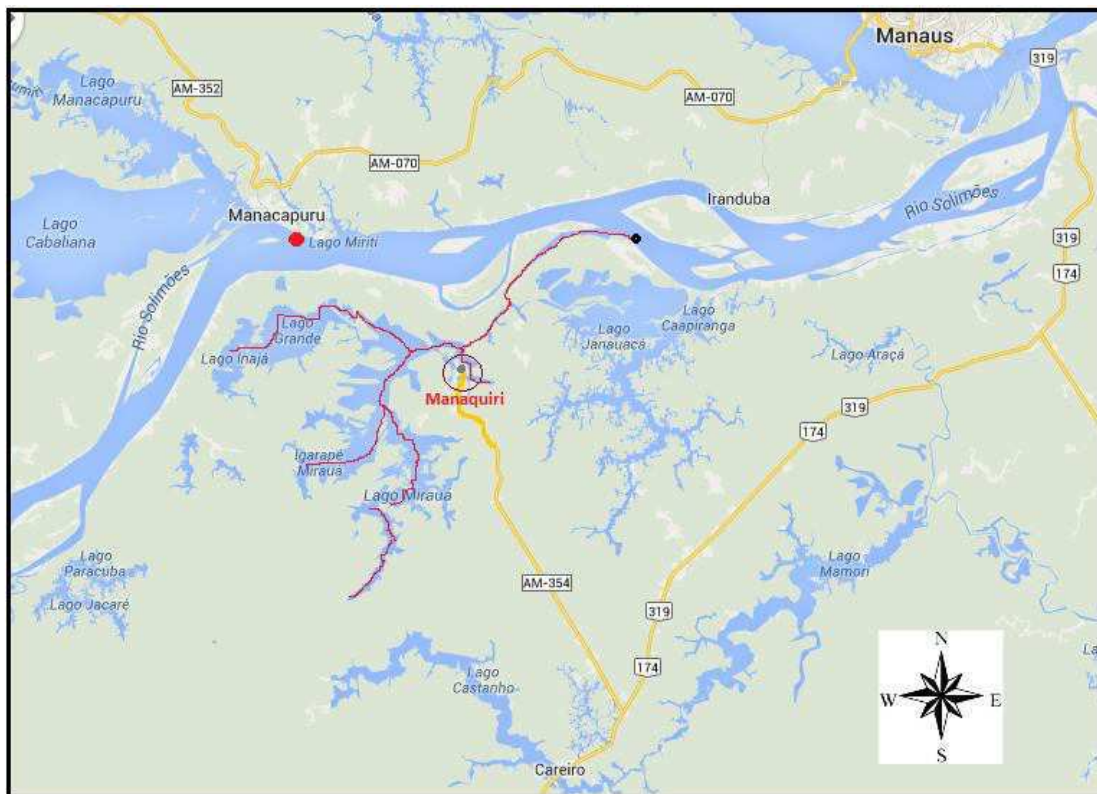 Manaus
319
Lago
Manacapuru
AM-352
AM-070
AM-070
Iranduba
Rio Solimões
Manacapuru
Lago Miriti
Lago
Cabaliana
319
174
Rio Solimões
Lago
Grande
Lago Inajá
Lago
Caapiranga
Lago
Janauacá
Lago Araçá
Manaquiri
319
174
Igarapé
Miraua
Lago Miraua
Lago
Paracuba
Lago Jacaré
Lago
Mamori
AM-354
319
174
Lago
Castanho
Careiro
N
W
E
S